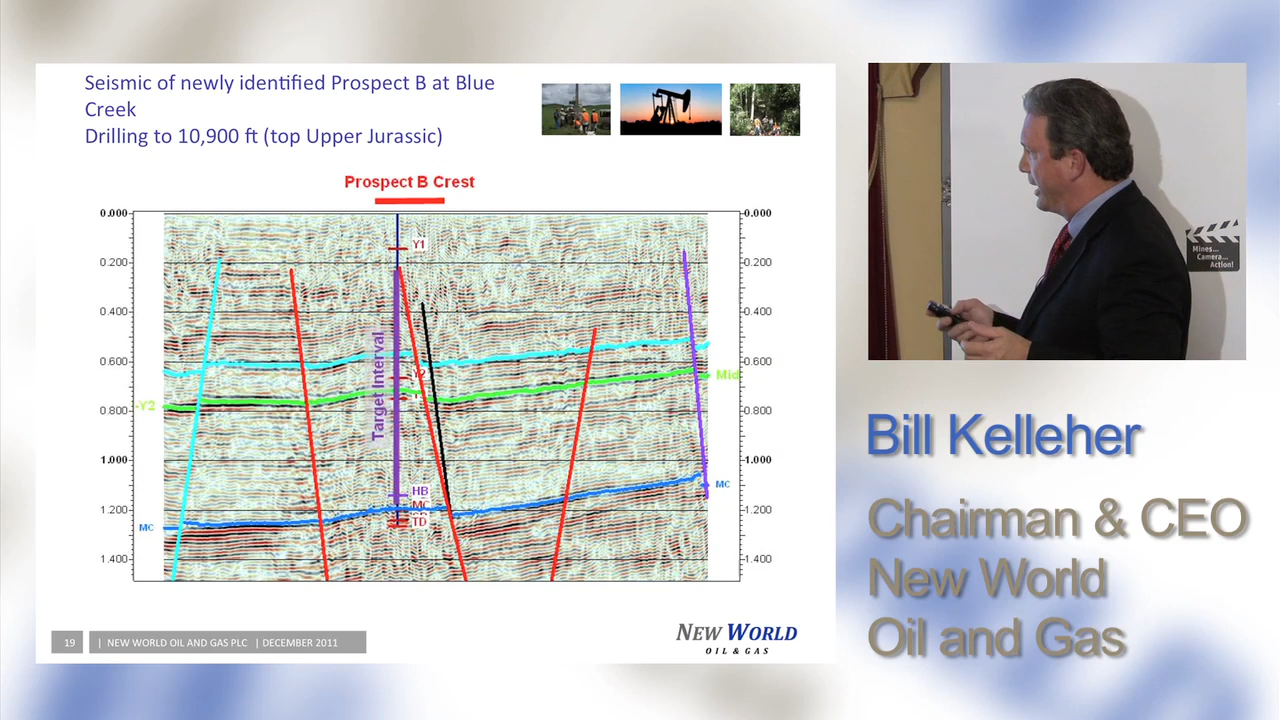 Seismic of newly identified Prospect B at Blue
Creek
Drilling to 10,900 ft (top Upper Jurassic)
Prospect B Crest
0.000
0.000
Y1
0.200
0.200
0.400
0.400
Target Interval
0.600
0.600
Mid
Y2
0.800
0.800
1.000
1.000
HB
MC
MC
1.200
1.200
TD
MC
1.400
1.400
19 | NEW WORLD OIL AND GAS PLC | DECEMBER 2011
NEW WORLD
OIL & GAS
Mines...
Camera...
Action!
Bill Kelleher
Chairman & CEO
New World
Oil and Gas